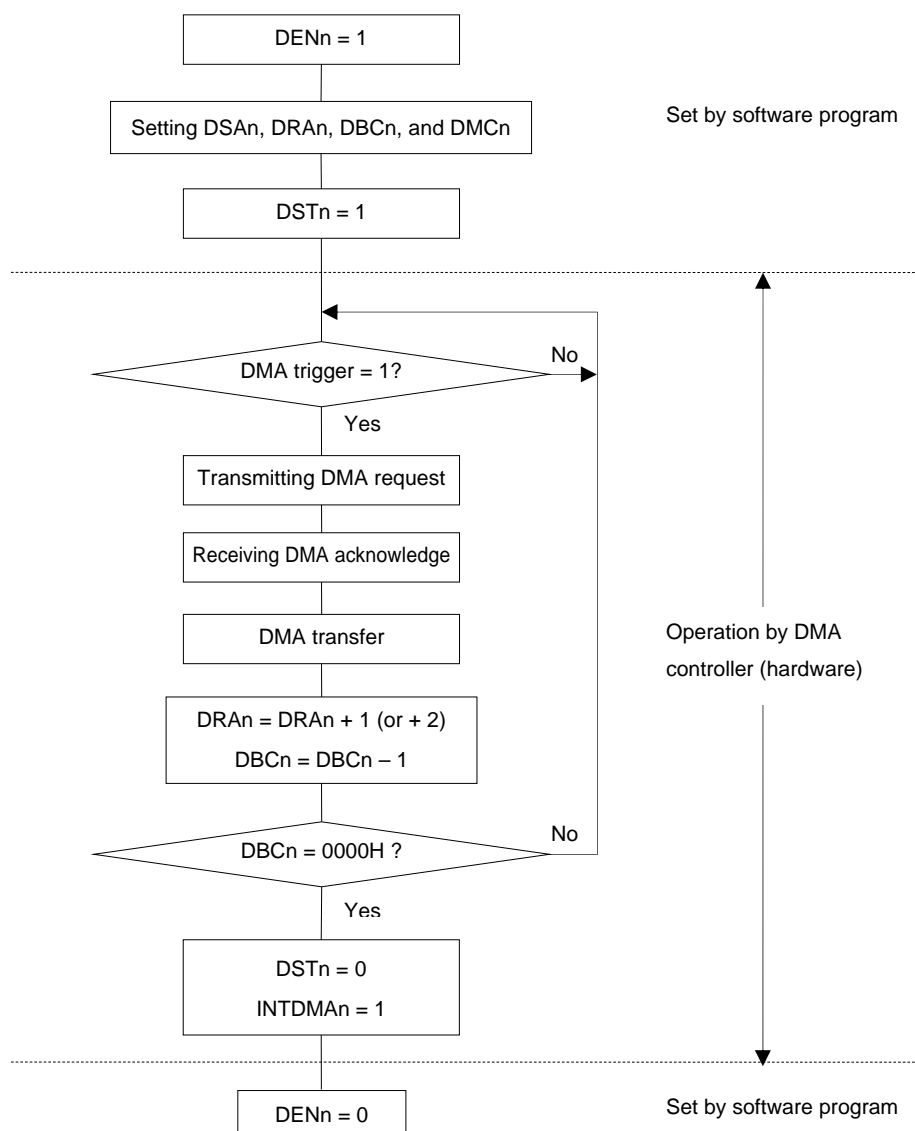 DENn = 1
Setting DSAn, DRAn, DBCn, and DMCn
Set by software program
DSTn = 1
DMA trigger = 1?
No
Yes
Transmitting DMA request
Receiving DMA acknowledge
DMA transfer
Operation by DMA
controller (hardware)
DRAn = DRAn + 1 (or + 2)
DBCn = DBCn – 1
DBCn = 0000H ?
No
Yes
DSTn = 0
INTDMAn = 1
DENn = 0
Set by software program